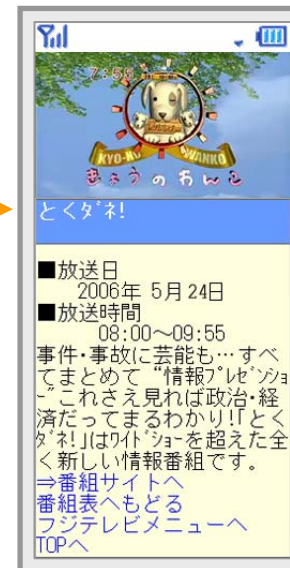 7:58
KYO-NO WANKO
きょうのわんこ
とくダネ!
■放送日
2006年 5月24日
■放送時間
08:00～09:55
事件･事故に芸能も…すべ
てまとめて “情報ﾌﾟﾚｾﾞﾝｼｮ
ｰ”これさえ見れば政治･経
済だってまるわかり!｢とく
ﾀﾞﾈ!｣はﾜｲﾄﾞｼｮｰを超えた全
く新しい情報番組です。
⇒番組サイトへ
番組表へもどる
フジテレビメニューへ
TOPへ